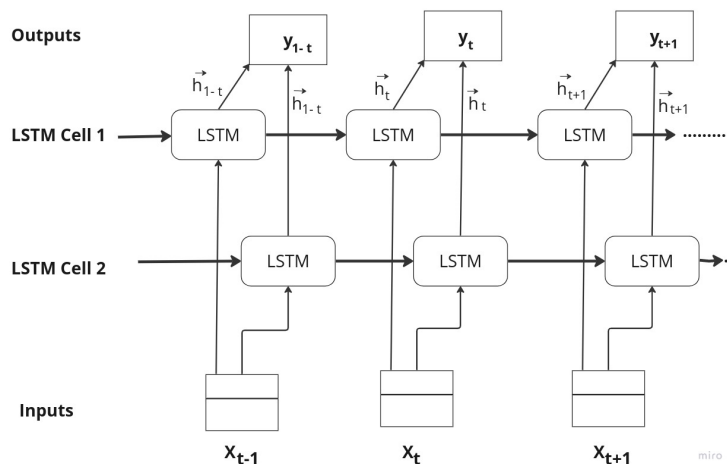 Outputs
y1- t
yt
yt+1
h1- t
h1- t
ht
ht
ht+1
ht+1
LSTM Cell 1
LSTM
LSTM
LSTM
........
LSTM Cell 2
LSTM
LSTM
LSTM
Inputs
Xt-1
Xt
Xt+1
miro